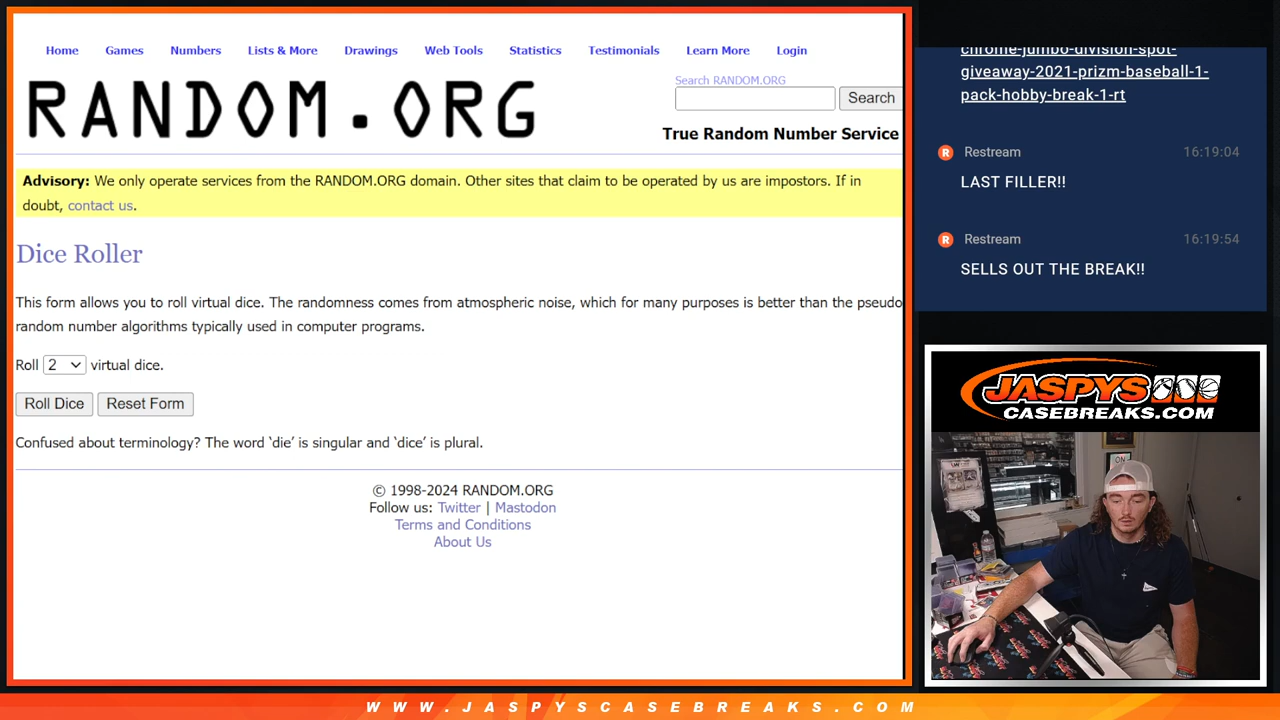 Home Games Numbers Lists & More Drawings Web Tools Statistics Testimonials Learn More Login
RANDOM.ORG
Search RANDOM.ORG
Search
True Random Number Service
Advisory: We only operate services from the RANDOM.ORG domain. Other sites that claim to be operated by us are impostors. If in
doubt, contact us.
Dice Roller
This form allows you to roll virtual dice. The randomness comes from atmospheric noise, which for many purposes is better than the pseudo
random number algorithms typically used in computer programs.
Roll 2 virtual dice.
Roll Dice Reset Form
Confused about terminology? The word ‘die’ is singular and ‘dice’ is plural.
© 1998-2024 RANDOM.ORG
Follow us: Twitter | Mastodon
Terms and Conditions
About Us
chrome-jumbo-division-spot-
giveaway-2021-prizm-baseball-1-
pack-hobby-break-1-rt
R Restream 16:19:04
LAST FILLER!!
R Restream 16:19:54
SELLS OUT THE BREAK!!
JASPYS
CASEBREAKS.COM
WWW.JASPYSCASEBREAKS.COM